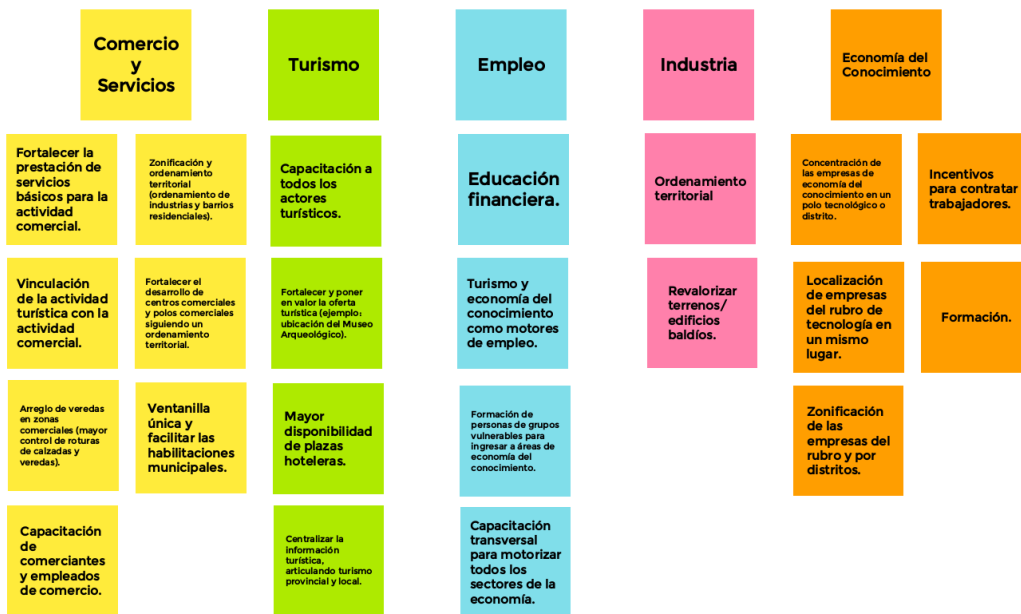 Comercio
y
Servicios
Turismo
Empleo
Industria
Economía del
Conocimiento
Fortalecer la
prestación de
servicios
básicos para la
actividad
comercial.
Zonificación y
ordenamiento
territorial
(ordenamiento de
industrias y barrios
residenciales).
Capacitación a
todos los
actores
turísticos.
Educación
financiera.
Ordenamiento
territorial
Concentración de
las empresas de
economía del
conocimiento en un
polo tecnológico o
distrito.
Incentivos
para contratar
trabajadores.
Vinculación
de la actividad
turística con la
actividad
comercial.
Fortalecer el
desarrollo de
centros comerciales
y polos comerciales
siguiendo un
ordenamiento
territorial.
Fortalecer y poner
en valor la oferta
turística (ejemplo:
ubicación del Museo
Arqueológico).
Turismo y
economía del
conocimiento
como motores
de empleo.
Revalorizar
terrenos/
edificios
baldíos.
Localización
de empresas
del rubro de
tecnología en
un mismo
lugar.
Formación.
Arreglo de veredas
en zonas
comerciales (mayor
control de roturas
de calzadas y
veredas).
Ventanilla
única y
facilitar las
habilitaciones
municipales.
Mayor
disponibilidad
de plazas
hoteleras.
Formación de
personas de grupos
vulnerables para
ingresar a áreas de
economía del
conocimiento.
Zonificación
de las
empresas del
rubro y por
distritos.
Capacitación
de
comerciantes
y empleados
de comercio.
Centralizar la
información
turística,
articulando turismo
provincial y local.
Capacitación
transversal
para motorizar
todos los
sectores de la
economía.